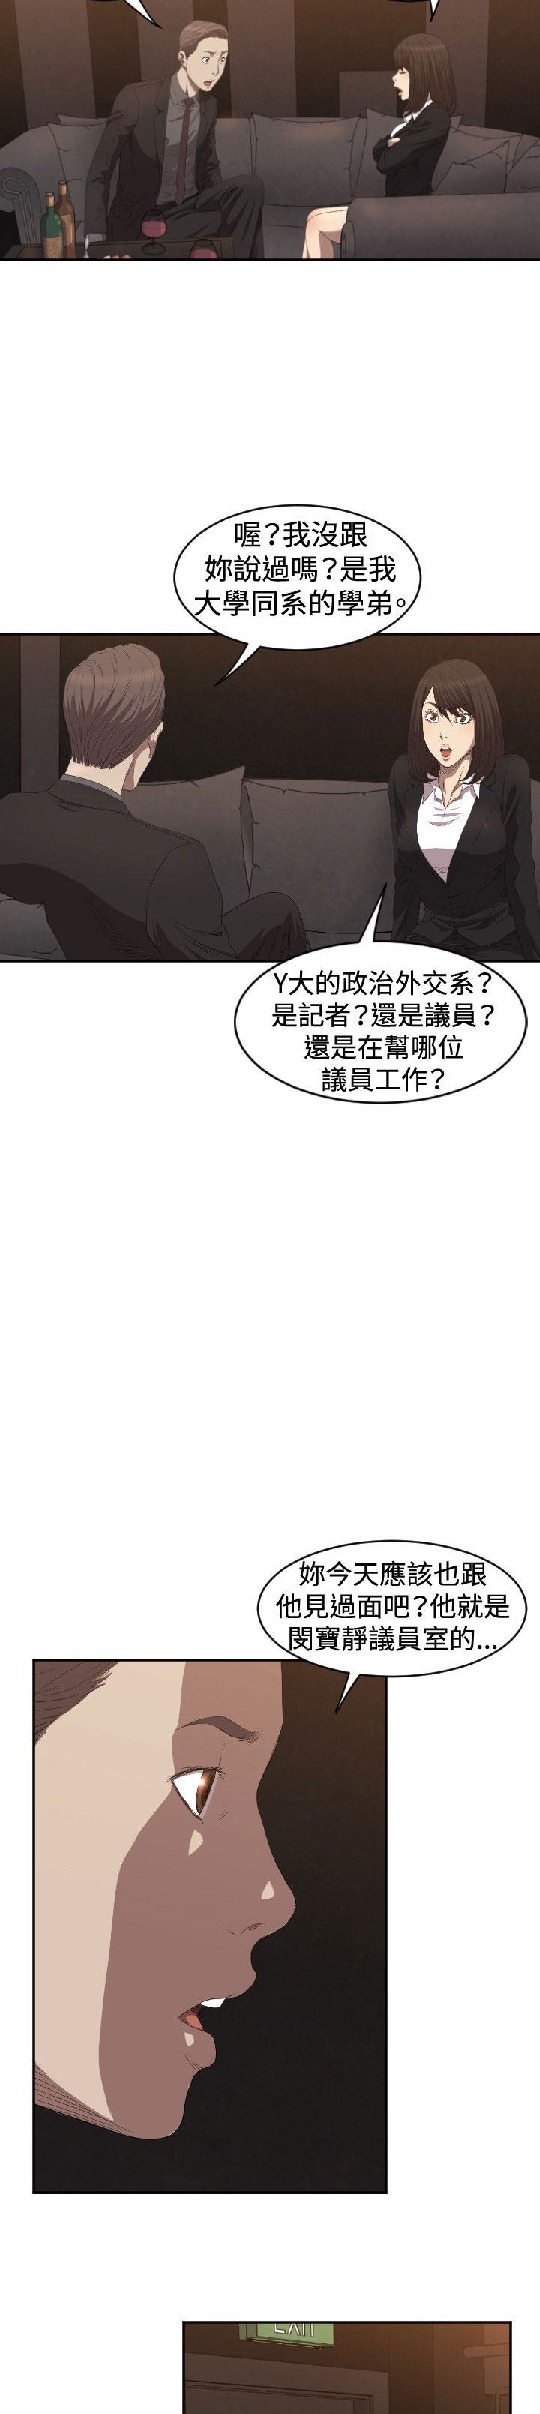 喔？我沒跟
妳說過嗎？是我
大學同系的學弟。
Y大的政治外交系？
是記者？還是議員？
還是在幫哪位
議員工作？
妳今天應該也跟
他見過面吧？他就是
閔寶靜議員室的...
EXIT